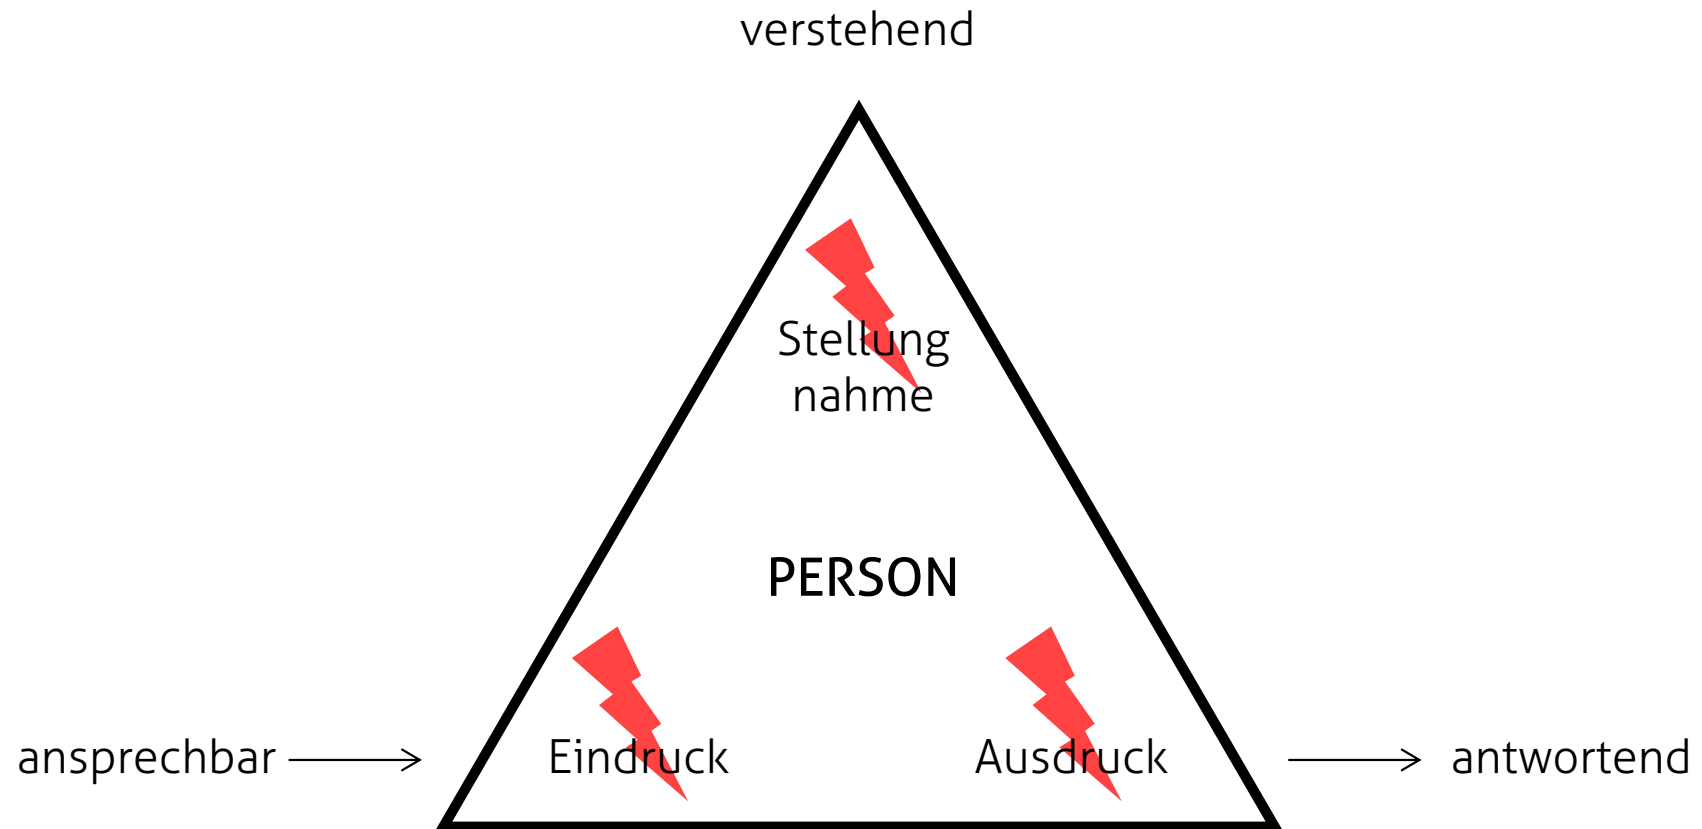 verstehend
Stellung
nahme
PERSON
ansprechbar
Eindruck
Ausdruck
antwortend